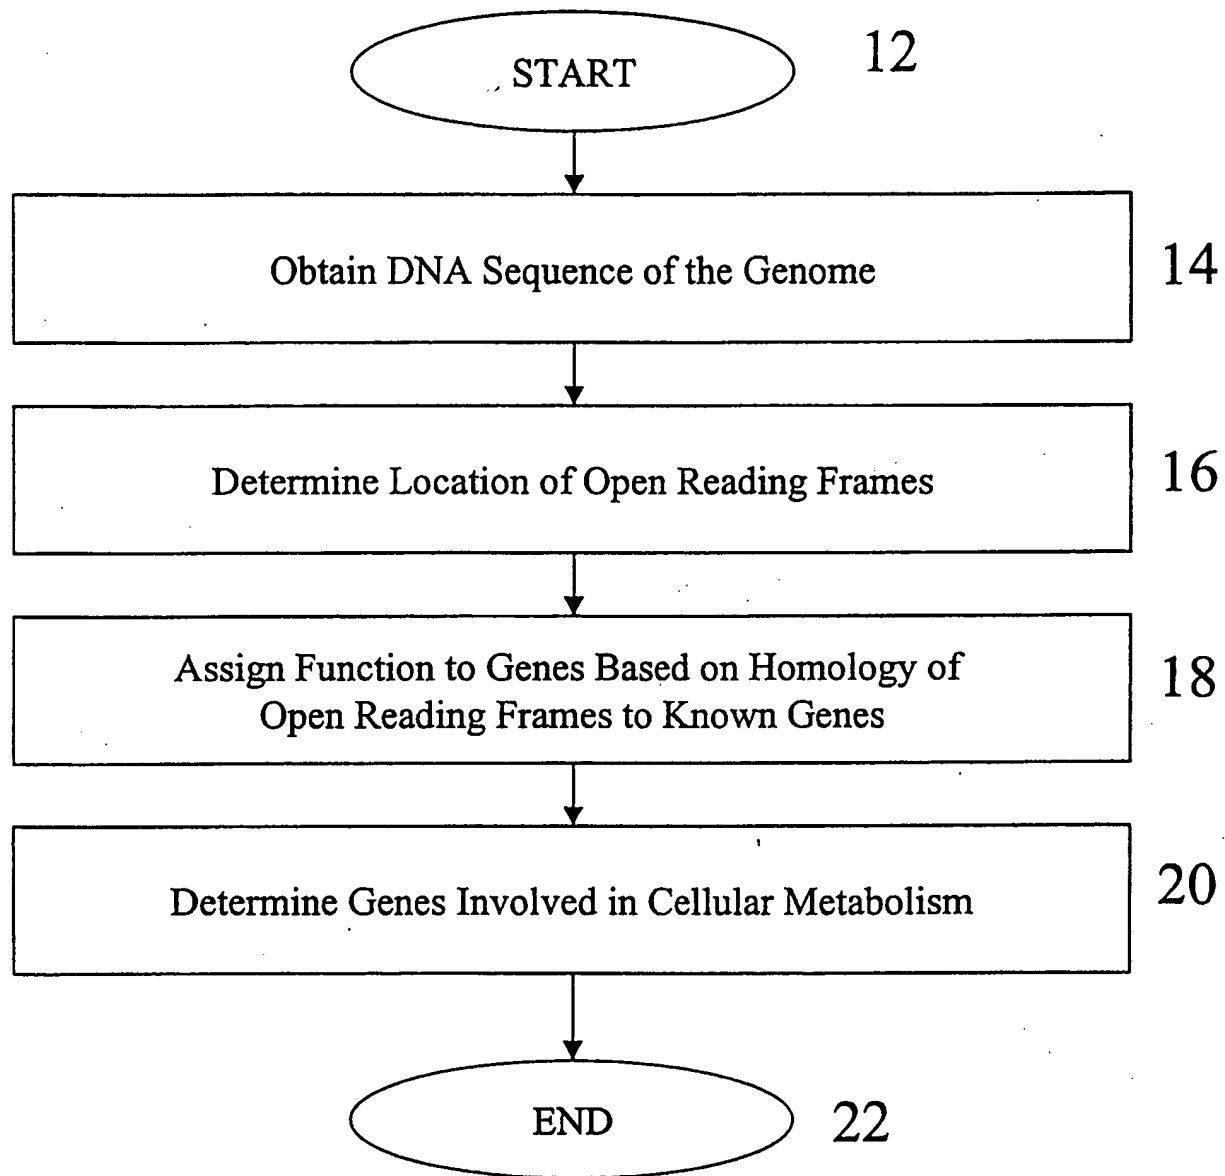 START
12
Obtain DNA Sequence of the Genome
14
Determine Location of Open Reading Frames
16
Assign Function to Genes Based on Homology of
Open Reading Frames to Known Genes
18
Determine Genes Involved in Cellular Metabolism
20
END
22